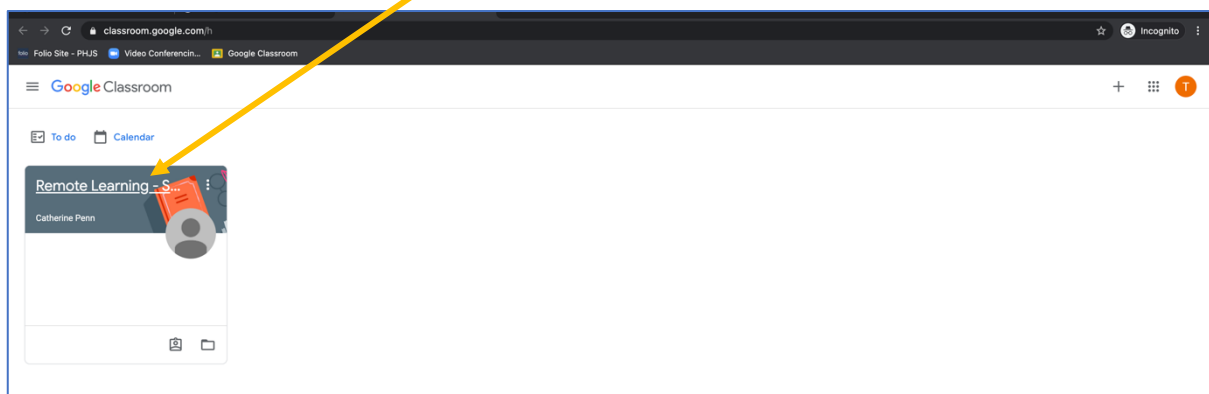 classroom.google.com/h
Incognito
Folio Site - PHJS Video Conferencin... Google Classroom
Google Classroom
T
To do Calendar
Remote Learning - S...
Catherine Penn